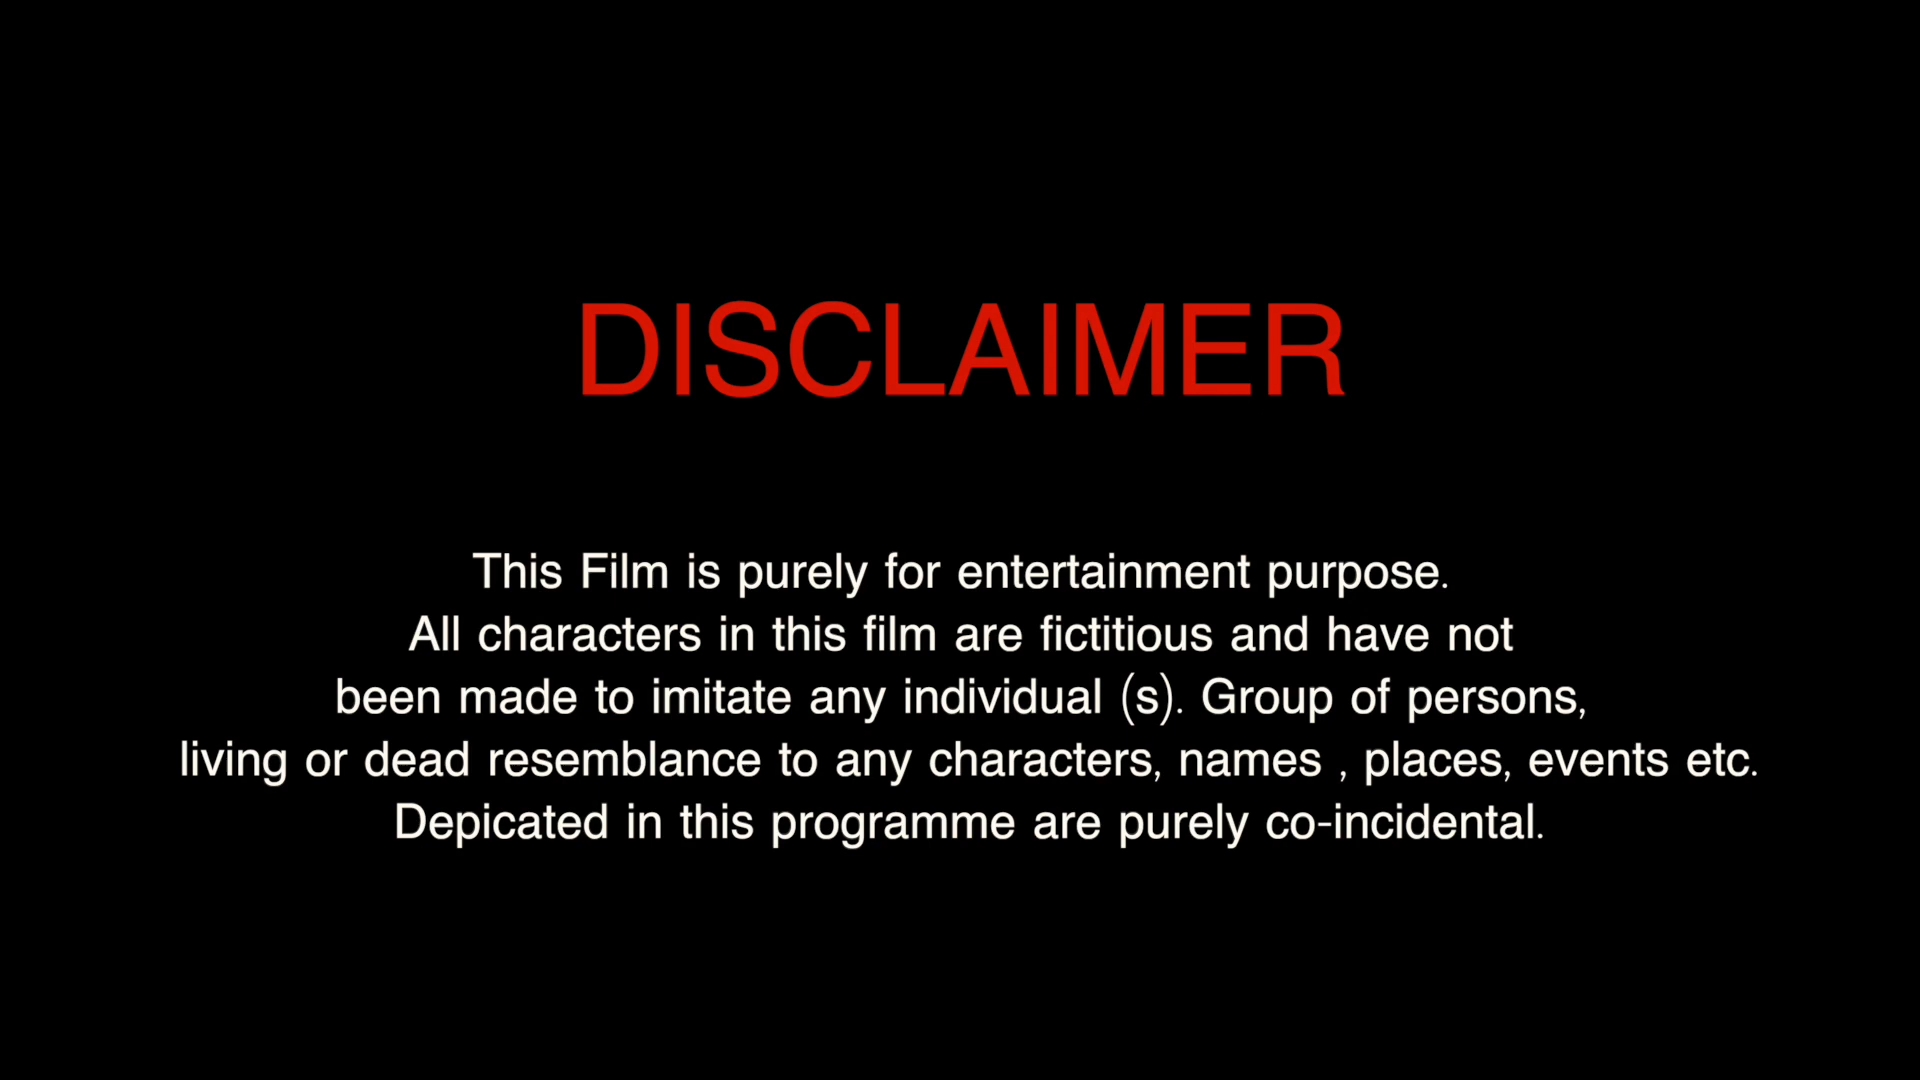 DISCLAIMER
This Film is purely for entertainment purpose.
All characters in this film are fictitious and have not
been made to imitate any individual (s). Group of persons,
living or dead resemblance to any characters, names , places, events etc.
Depicated in this programme are purely co-incidental.